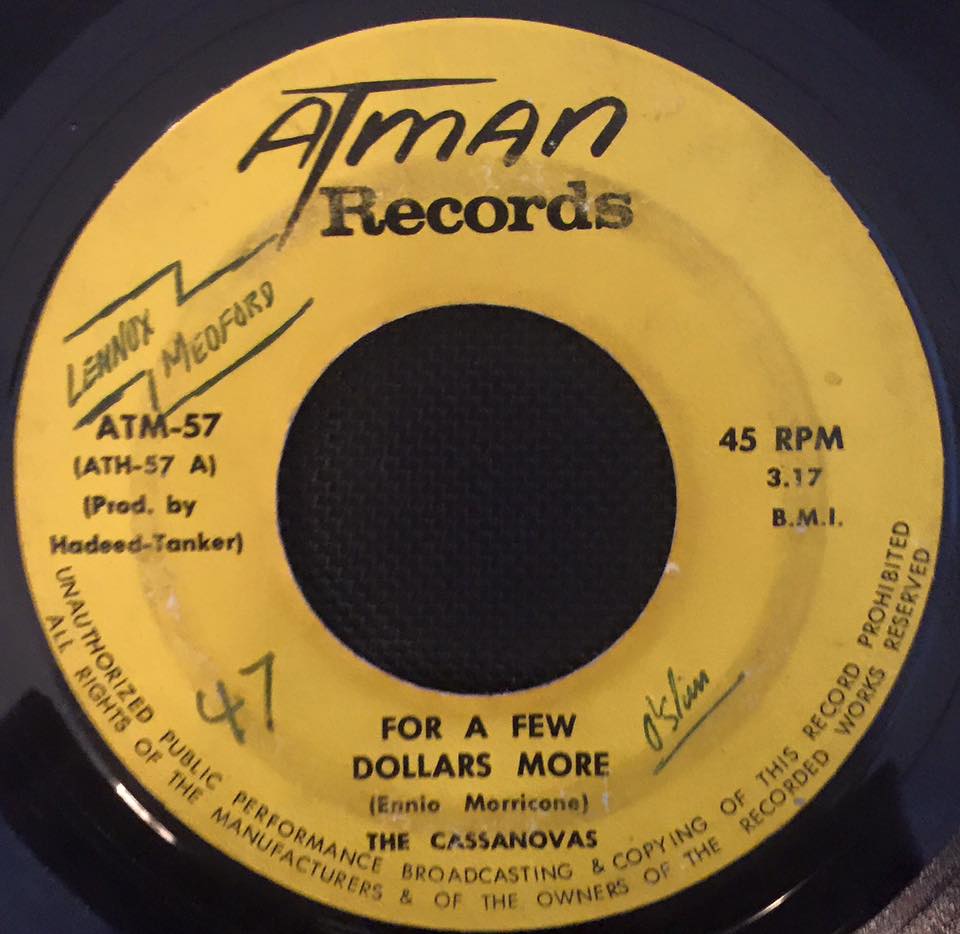 ATMAN
Records
LENNOX
MEDFORD
ATM-57
(ATH-57 A)
(Prod. by
Hadeed-Tanker)
45 RPM
3.17
B.M.I.
47
O'Slim
FOR A FEW
DOLLARS MORE
(Ennio Morricone)
THE CASSANOVAS
UNAUTHORIZED PUBLIC PERFORMANCE BROADCASTING & COPYING OF THIS RECORD PROHIBITED
ALL RIGHTS OF THE MANUFACTURERS & OF THE OWNERS OF THE RECORDED WORKS RESERVED